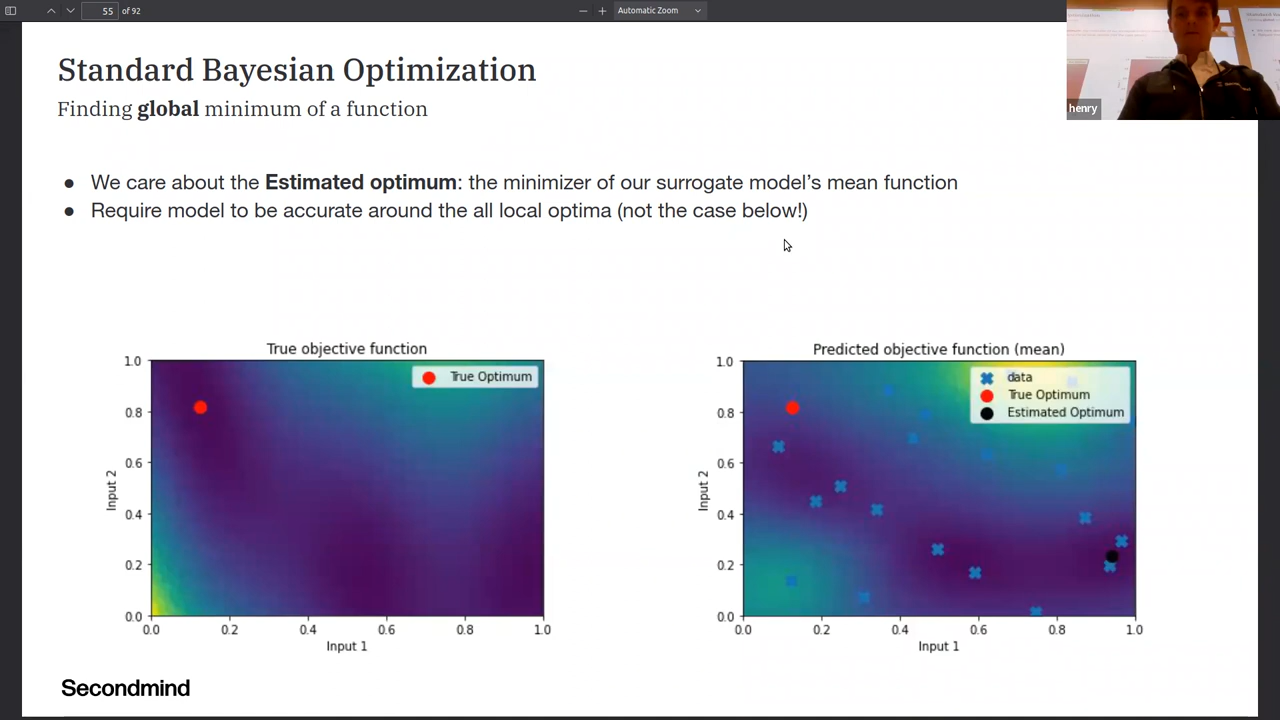 55 of 92
Automatic Zoom
Standard Bayesian Optimization
Finding global minimum of a function
henry
● We care about the Estimated optimum: the minimizer of our surrogate model's mean function
● Require model to be accurate around the all local optima (not the case below!)
True objective function
True Optimum
1.0
0.8
0.6
0.4
0.2
0.0
Input 2
0.0 0.2 0.4 0.6 0.8 1.0
Input 1
Predicted objective function (mean)
data
True Optimum
Estimated Optimum
1.0
0.8
0.6
0.4
0.2
0.0
Input 2
0.0 0.2 0.4 0.6 0.8 1.0
Input 1
Secondmind